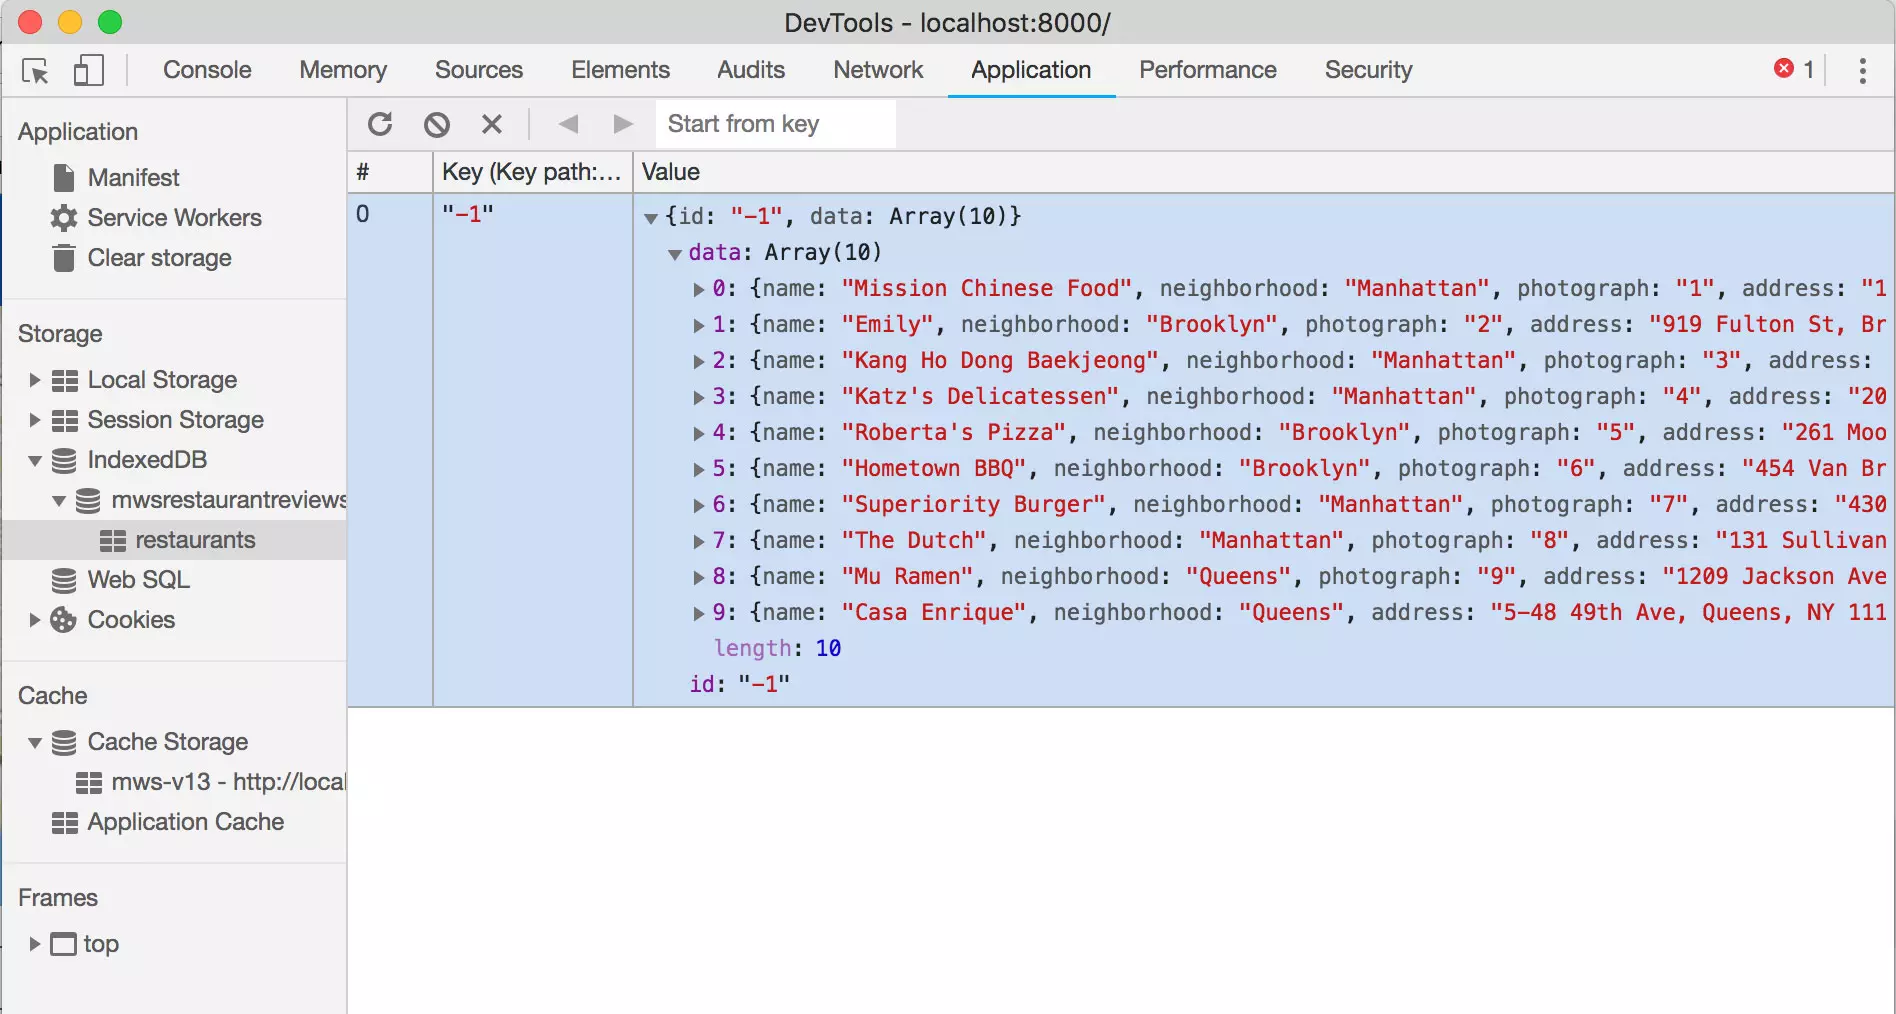 DevTools - localhost:8000/
Console Memory Sources Elements Audits Network Application Performance Security 1
Application
Manifest
Service Workers
Clear storage
Storage
Local Storage
Session Storage
IndexedDB
mwsrestaurantreviews
restaurants
Web SQL
Cookies
Cache
Cache Storage
mws-v13 - http://local
Application Cache
Frames
top
Start from key
# Key (Key path:... Value
0 "-1" {id: "-1", data: Array(10)}
data: Array(10)
0: {name: "Mission Chinese Food", neighborhood: "Manhattan", photograph: "1", address: "1
1: {name: "Emily", neighborhood: "Brooklyn", photograph: "2", address: "919 Fulton St, Br
2: {name: "Kang Ho Dong Baekjeong", neighborhood: "Manhattan", photograph: "3", address:
3: {name: "Katz's Delicatessen", neighborhood: "Manhattan", photograph: "4", address: "20
4: {name: "Roberta's Pizza", neighborhood: "Brooklyn", photograph: "5", address: "261 Moo
5: {name: "Hometown BBQ", neighborhood: "Brooklyn", photograph: "6", address: "454 Van Br
6: {name: "Superiority Burger", neighborhood: "Manhattan", photograph: "7", address: "430
7: {name: "The Dutch", neighborhood: "Manhattan", photograph: "8", address: "131 Sullivan
8: {name: "Mu Ramen", neighborhood: "Queens", photograph: "9", address: "1209 Jackson Ave
9: {name: "Casa Enrique", neighborhood: "Queens", address: "5-48 49th Ave, Queens, NY 111
length: 10
id: "-1"